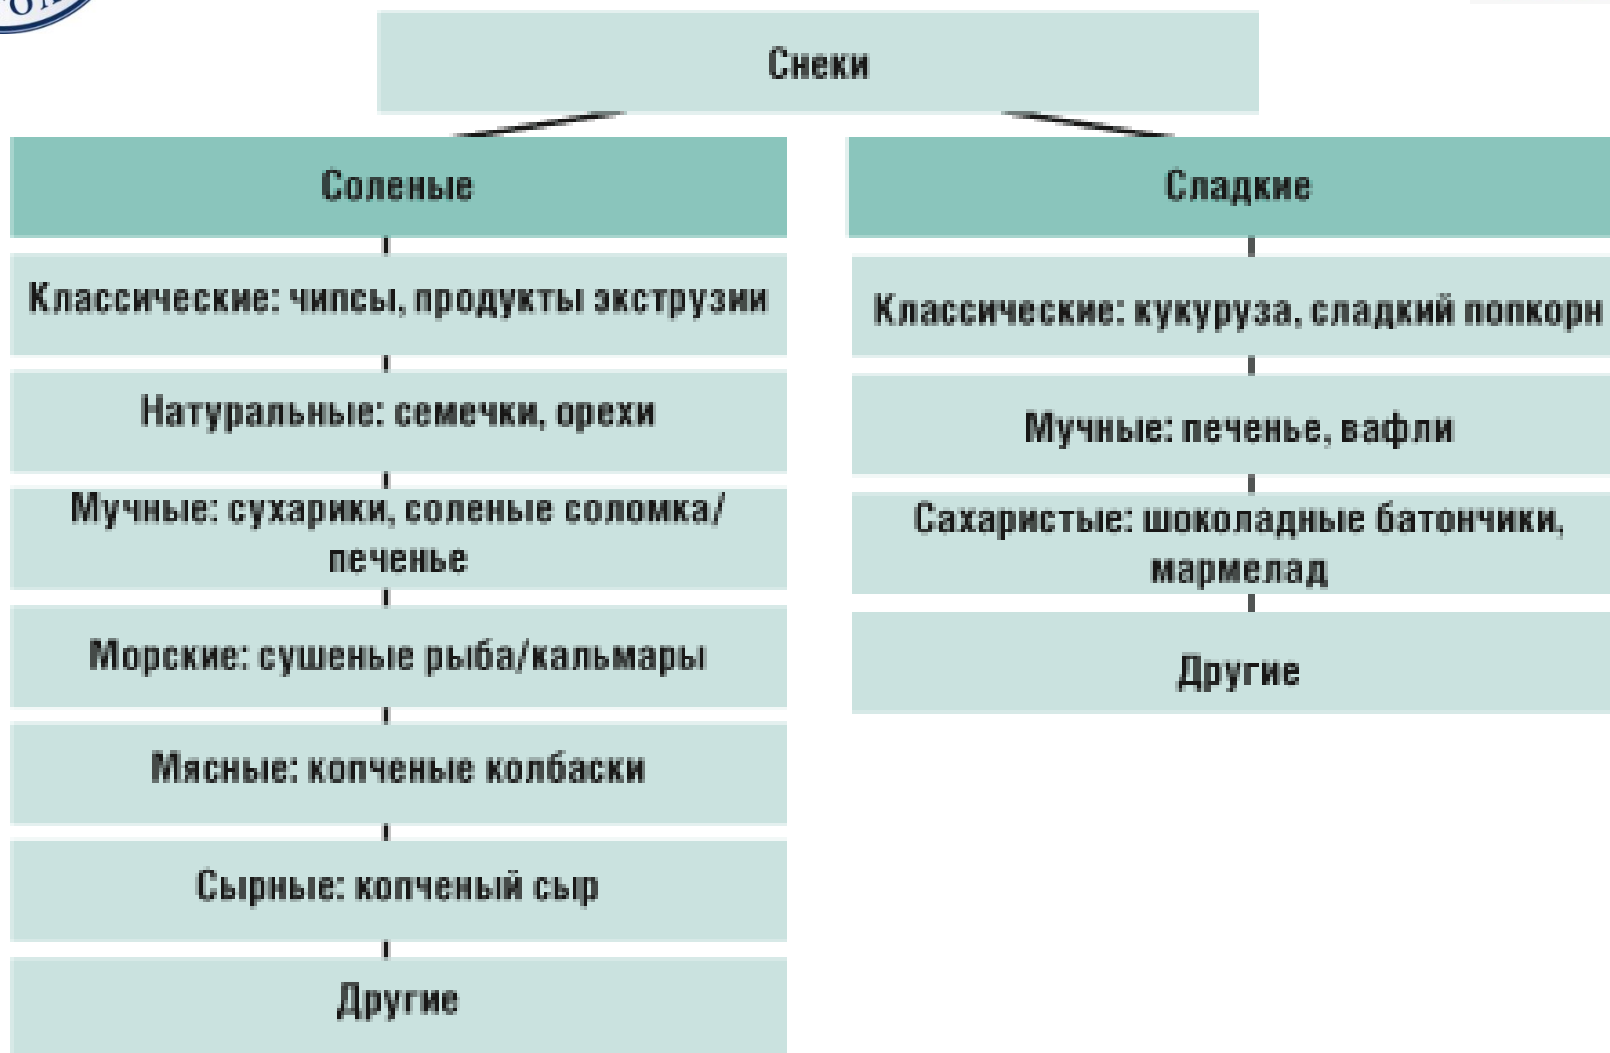 Снеки
Соленые
Классические: чипсы, продукты экструзии
Натуральные: семечки, орехи
Мучные: сухарики, соленые соломка/
печенье
Морские: сушеные рыба/кальмары
Мясные: копченые колбаски
Сырные: копченый сыр
Другие
Сладкие
Классические: кукуруза, сладкий попкорн
Мучные: печенье, вафли
Сахаристые: шоколадные батончики,
мармелад
Другие